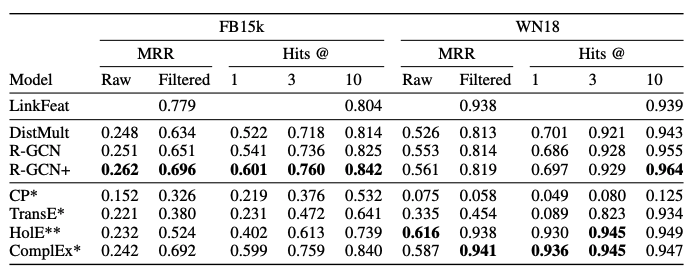 FB15k WN18
MRR Hits @ MRR Hits @
Model Raw Filtered 1 3 10 Raw Filtered 1 3 10
LinkFeat 0.779 0.804 0.938 0.939
DistMult 0.248 0.634 0.522 0.718 0.814 0.526 0.813 0.701 0.921 0.943
R-GCN 0.251 0.651 0.541 0.736 0.825 0.553 0.814 0.686 0.928 0.955
R-GCN+ 0.262 0.696 0.601 0.760 0.842 0.561 0.819 0.697 0.929 0.964
CP* 0.152 0.326 0.219 0.376 0.532 0.075 0.058 0.049 0.080 0.125
TransE* 0.221 0.380 0.231 0.472 0.641 0.335 0.454 0.089 0.823 0.934
HolE** 0.232 0.524 0.402 0.613 0.739 0.616 0.938 0.930 0.945 0.949
ComplEx* 0.242 0.692 0.599 0.759 0.840 0.587 0.941 0.936 0.945 0.947